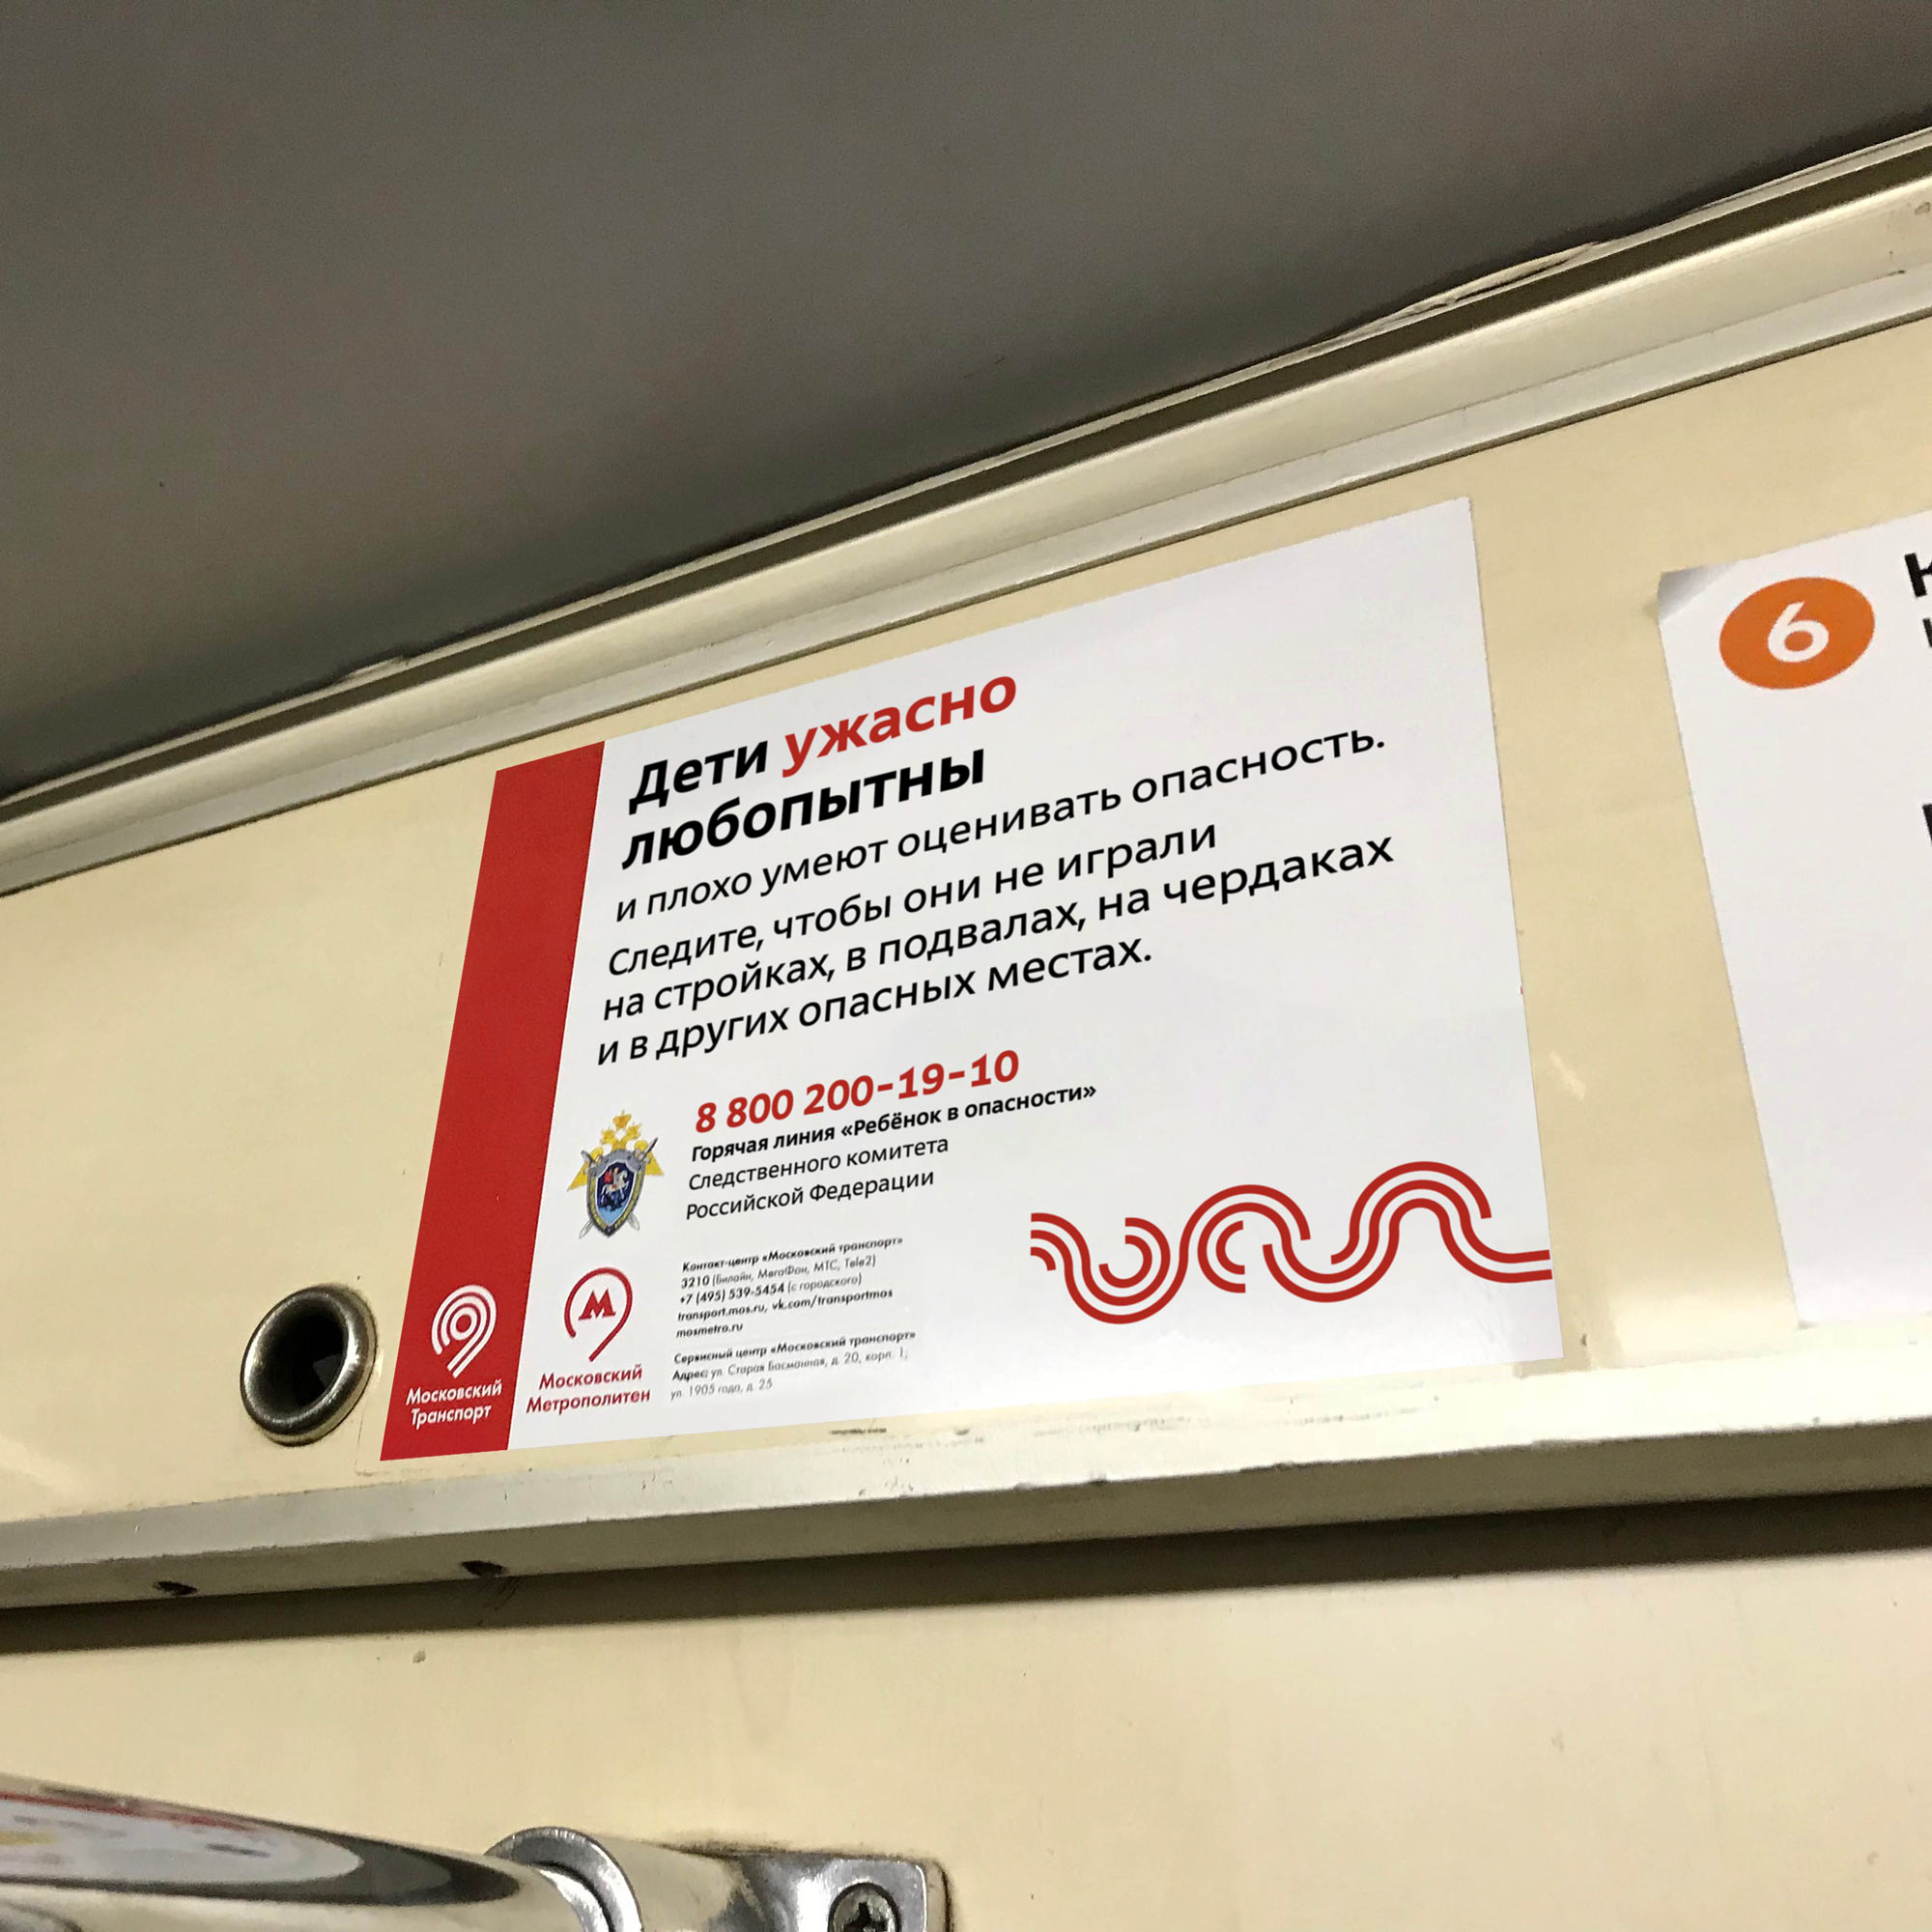 Дети ужасно
любопытны
и плохо умеют оценивать опасность.
Следите, чтобы они не играли
на стройках, в подвалах, на чердаках
и в других опасных местах.
8 800 200-19-10
Горячая линия «Ребёнок в опасности»
Следственного комитета
Российской Федерации
Контакт-центр «Московский транспорт»
3210 (Билайн, МегаФон, МТС, Tele2)
+7 (495) 539-5454 (с городского)
transport.mos.ru, vk.com/transportmos
mosmetro.ru
Сервисный центр «Московский транспорт»
Адрес: ул. Старая Басманная, д. 20, корп. 1,
ул. 1905 года, д. 25
Московский
Транспорт
М
Московский
Метрополитен
6